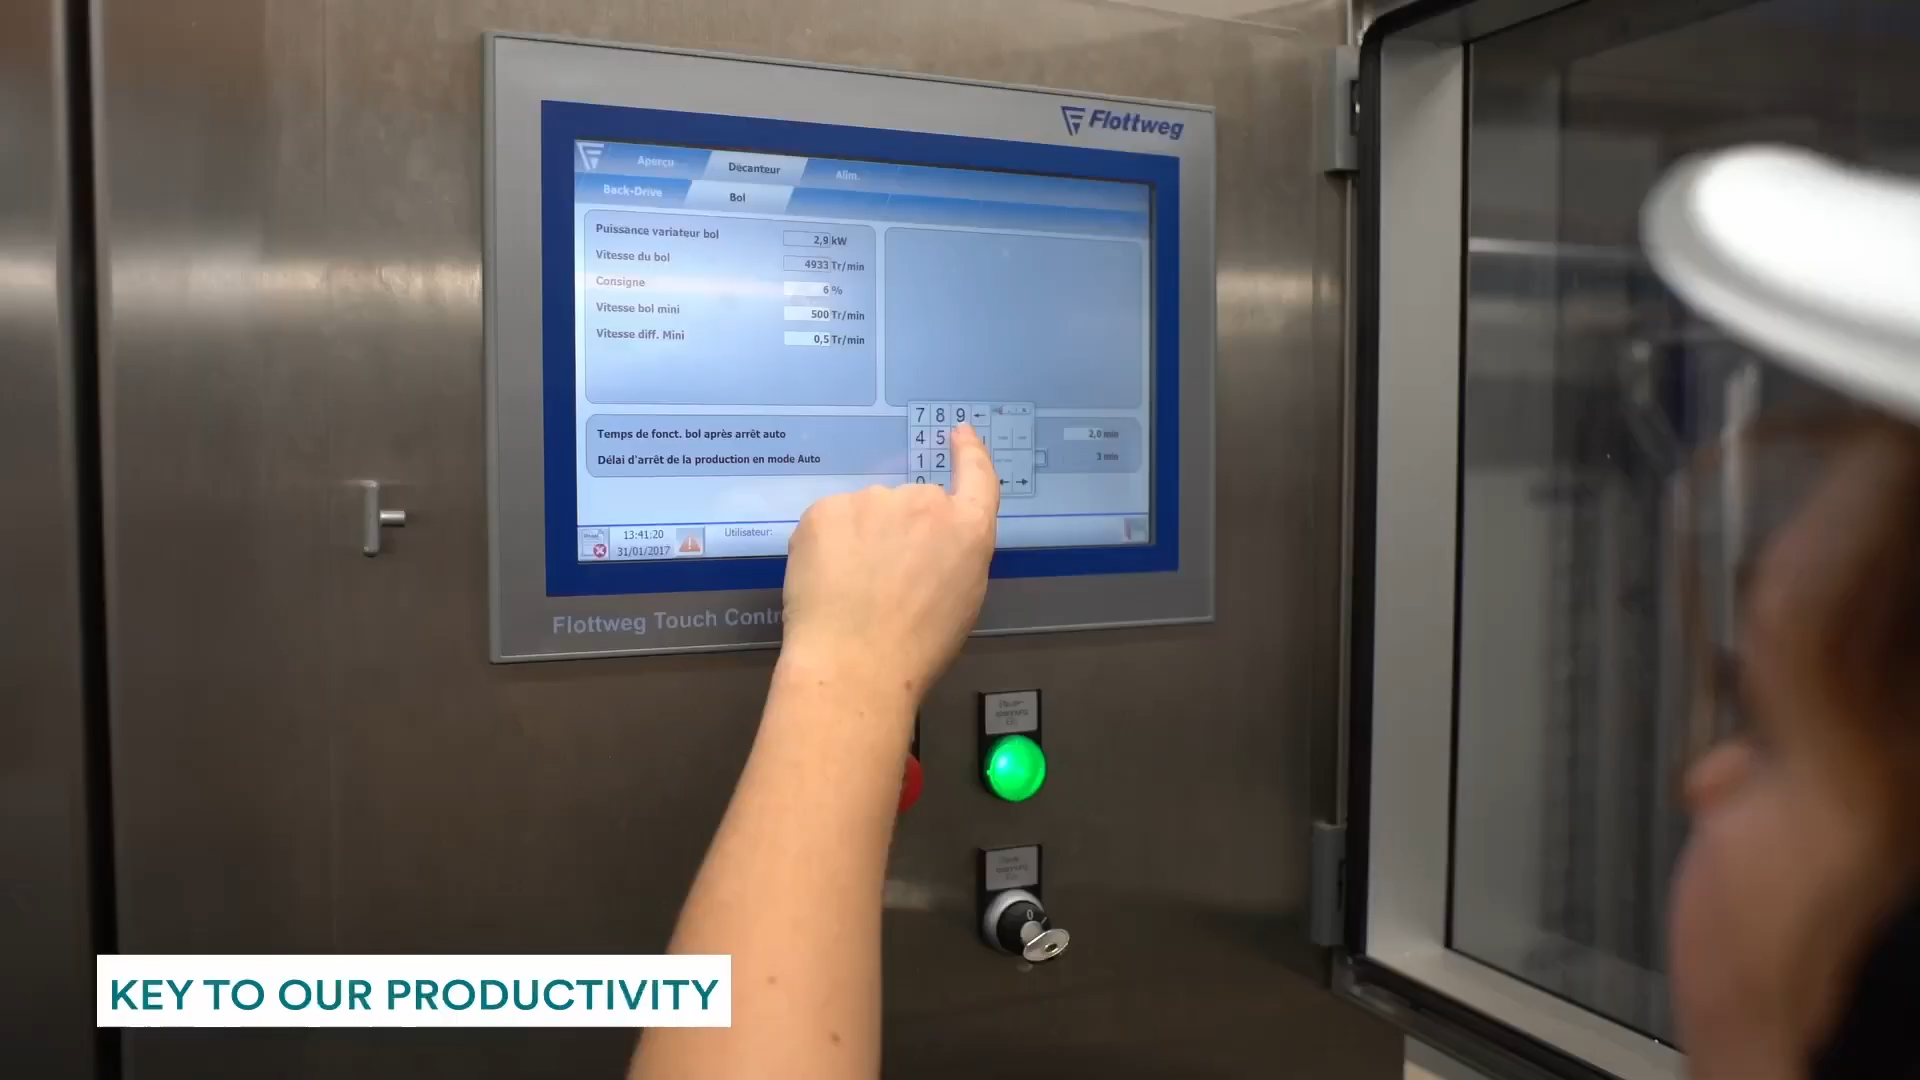 Flottweg
Aperçu Décanteur Alim.
Back-Drive Bol
Puissance variateur bol 2,9 kW
Vitesse du bol 4933 Tr/min
Consigne 6 %
Vitesse bol mini 500 Tr/min
Vitesse diff. Mini 0,5 Tr/min
7 8 9 ←
Temps de fonct. bol après arrêt auto 4 5 2,0 min
Délai d'arrêt de la production en mode Auto 1 2 3 min
← →
13:41:20 Utilisateur:
31/01/2017
Flottweg Touch Contr
0
KEY TO OUR PRODUCTIVITY